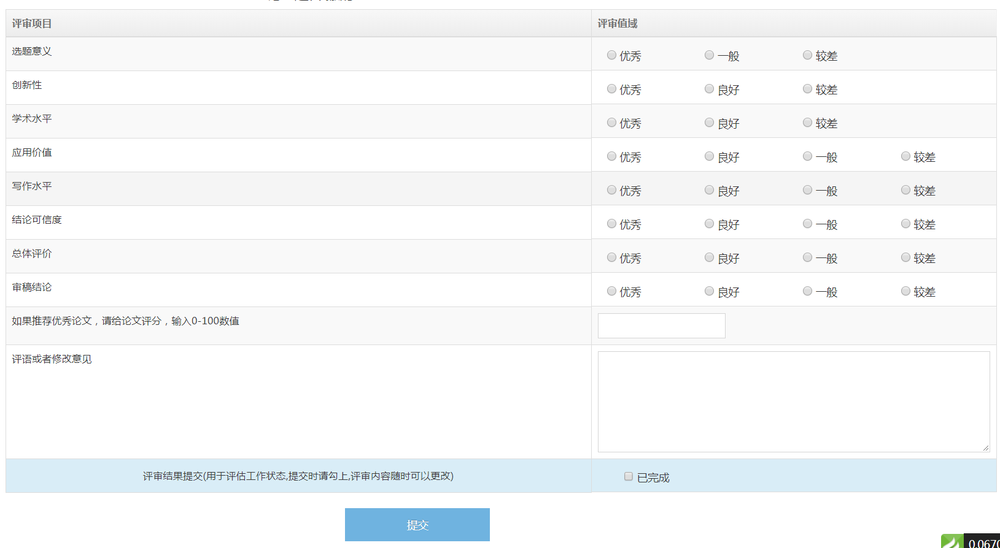 评审项目 评审值域
选题意义 优秀 一般 较差
创新性 优秀 良好 较差
学术水平 优秀 良好 较差
应用价值 优秀 良好 一般 较差
写作水平 优秀 良好 一般 较差
结论可信度 优秀 良好 一般 较差
总体评价 优秀 良好 一般 较差
审稿结论 优秀 良好 一般 较差
如果推荐优秀论文，请给论文评分，输入0-100数值
评语或者修改意见
评审结果提交(用于评估工作状态,提交时请勾上,评审内容随时可以更改) 已完成
提交
0.0670